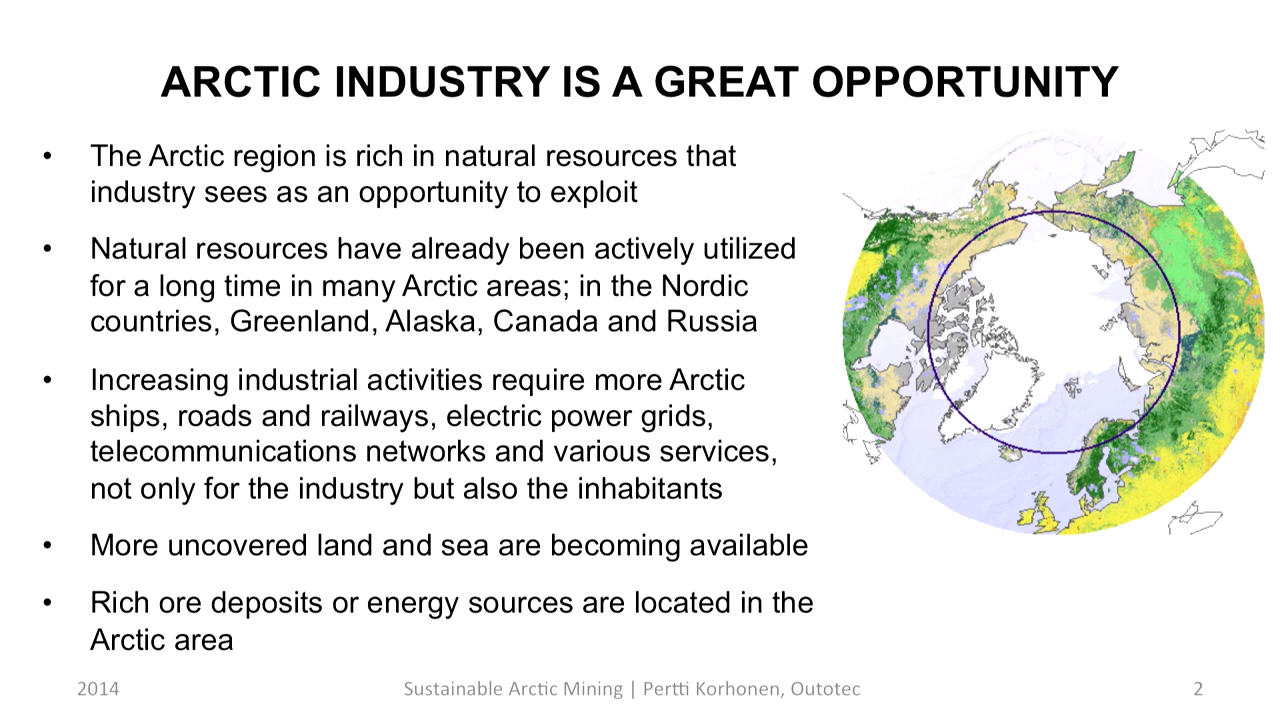 ARCTIC INDUSTRY IS A GREAT OPPORTUNITY
• The Arctic region is rich in natural resources that
industry sees as an opportunity to exploit
• Natural resources have already been actively utilized
for a long time in many Arctic areas; in the Nordic
countries, Greenland, Alaska, Canada and Russia
• Increasing industrial activities require more Arctic
ships, roads and railways, electric power grids,
telecommunications networks and various services,
not only for the industry but also the inhabitants
• More uncovered land and sea are becoming available
• Rich ore deposits or energy sources are located in the
Arctic area
2014 Sustainable Arctic Mining | Pertti Korhonen, Outotec 2